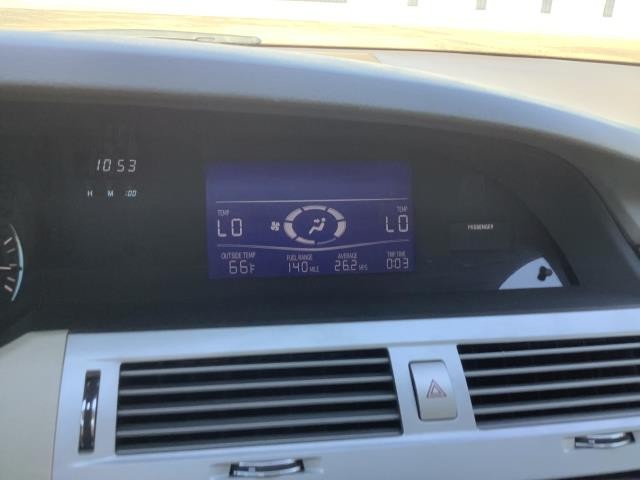 10:53
H M :00
TEMP TEMP
LO LO
PASSENGER
OUTSIDE TEMP FUEL RANGE AVERAGE TRIP TIME
66°F 140 MILE 26.2 MPG 0:03